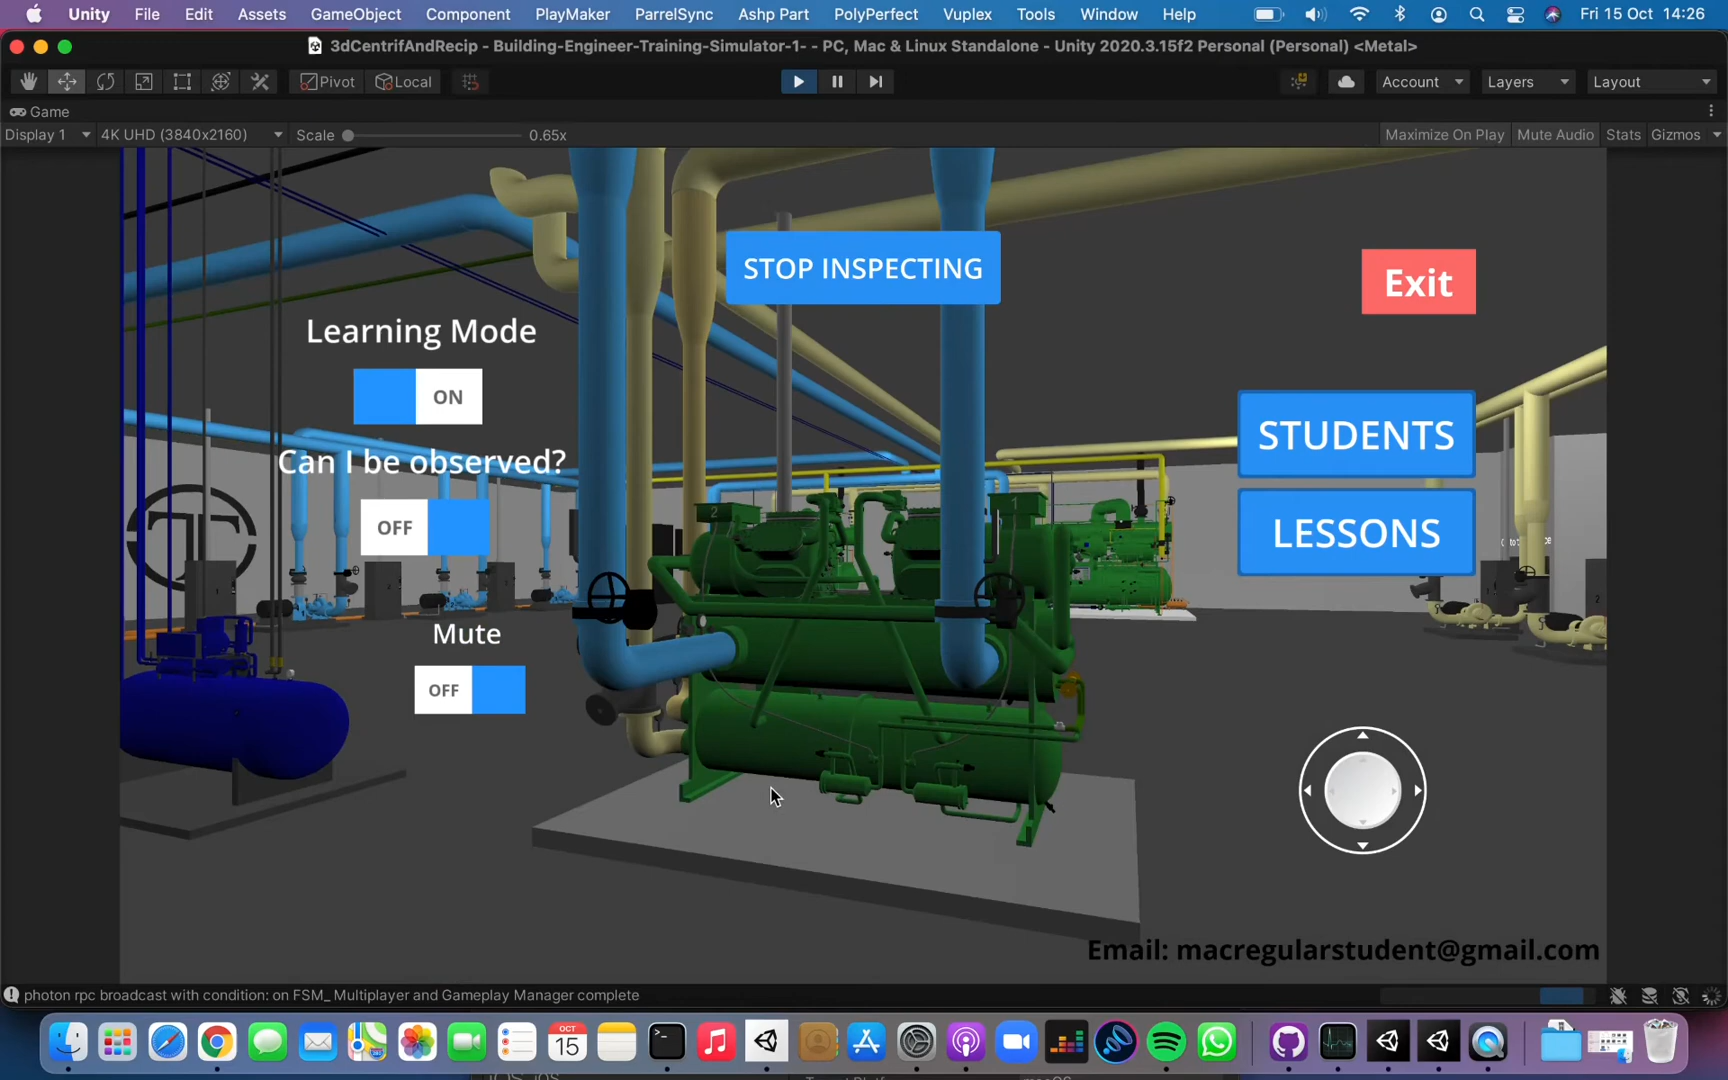 Unity File Edit Assets GameObject Component PlayMaker ParrelSync Ashp Part PolyPerfect Vuplex Tools Window Help Fri 15 Oct 14:26
3dCentrifAndRecip - Building-Engineer-Training-Simulator-1- - PC, Mac & Linux Standalone - Unity 2020.3.15f2 Personal (Personal) <Metal>
Pivot Local Account Layers Layout
Game
Display 1 4K UHD (3840x2160) Scale 0.65x Maximize On Play Mute Audio Stats Gizmos
STOP INSPECTING
Exit
Learning Mode
ON
STUDENTS
Can I be observed?
OFF
LESSONS
2
1
Mute
OFF
Email: macregularstudent@gmail.com
photon rpc broadcast with condition: on FSM_ Multiplayer and Gameplay Manager complete
OCT
15